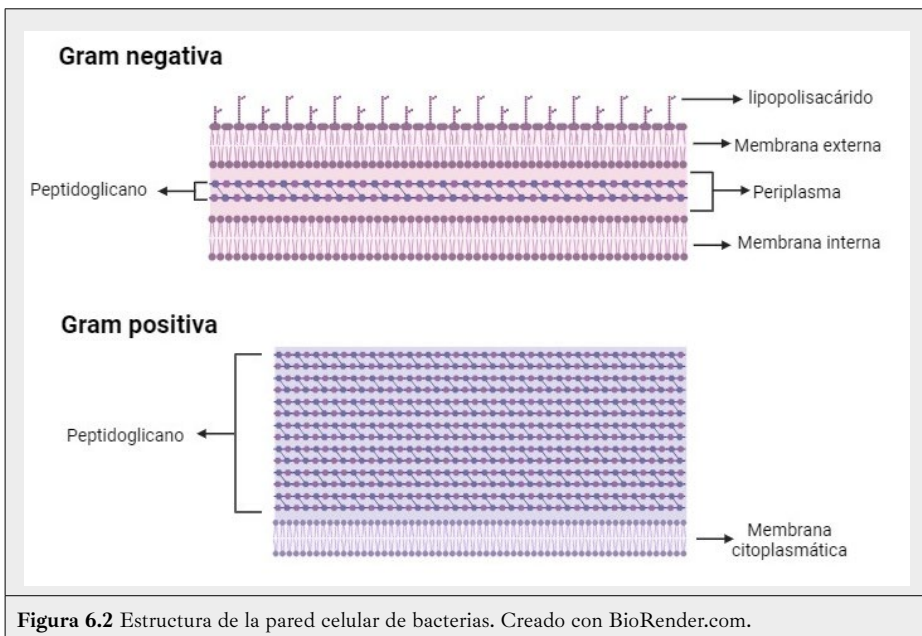 Gram negativa
lipopolisacárido
Membrana externa
Peptidoglicano
Periplasma
Membrana interna
Gram positiva
Peptidoglicano
Membrana
citoplasmática
Figura 6.2 Estructura de la pared celular de bacterias. Creado con BioRender.com.